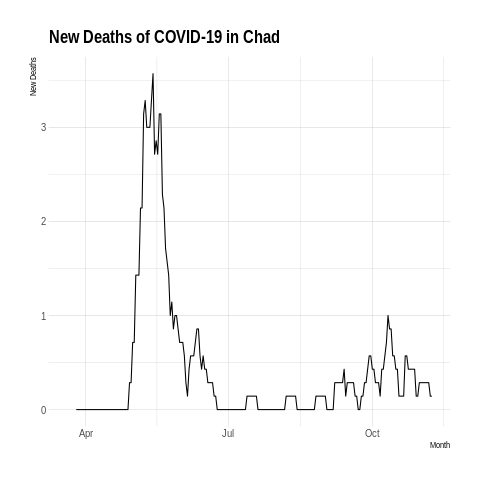 New Deaths of COVID-19 in Chad
New Deaths
3
2
1
0
Apr Jul Oct
Month